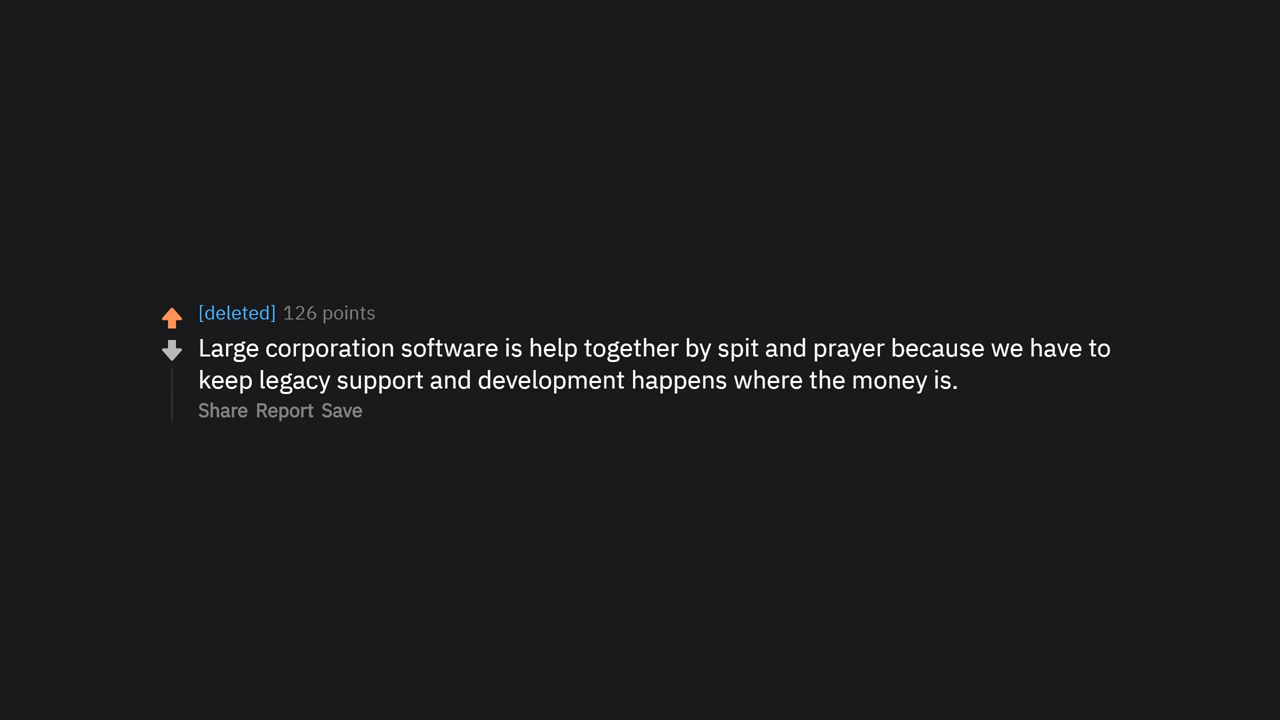 [deleted] 126 points
Large corporation software is help together by spit and prayer because we have to
keep legacy support and development happens where the money is.
Share Report Save